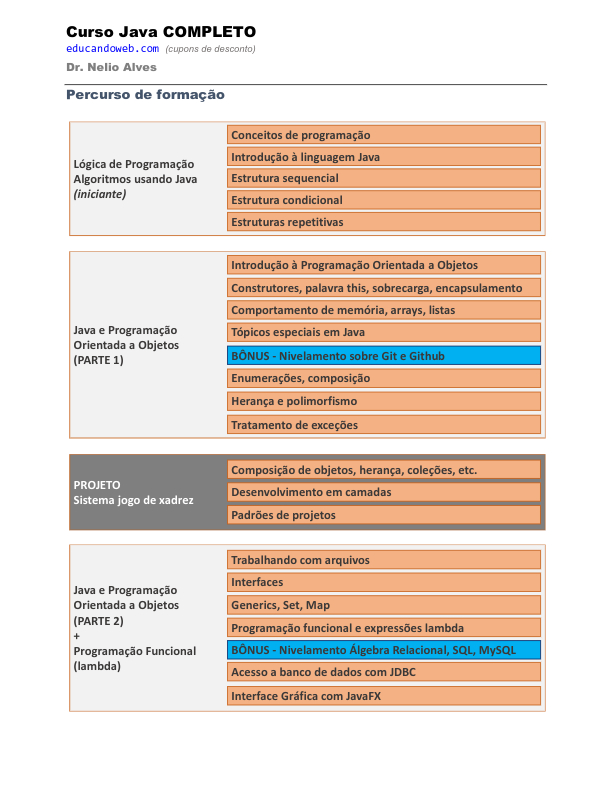 Curso Java COMPLETO
educandoweb.com (cupons de desconto)
Dr. Nelio Alves
Percurso de formação
Lógica de Programação
Algoritmos usando Java
(iniciante)
Conceitos de programação
Introdução à linguagem Java
Estrutura sequencial
Estrutura condicional
Estruturas repetitivas
Java e Programação
Orientada a Objetos
(PARTE 1)
Introdução à Programação Orientada a Objetos
Construtores, palavra this, sobrecarga, encapsulamento
Comportamento de memória, arrays, listas
Tópicos especiais em Java
BÔNUS - Nivelamento sobre Git e Github
Enumerações, composição
Herança e polimorfismo
Tratamento de exceções
PROJETO
Sistema jogo de xadrez
Composição de objetos, herança, coleções, etc.
Desenvolvimento em camadas
Padrões de projetos
Java e Programação
Orientada a Objetos
(PARTE 2)
+
Programação Funcional
(lambda)
Trabalhando com arquivos
Interfaces
Generics, Set, Map
Programação funcional e expressões lambda
BÔNUS - Nivelamento Álgebra Relacional, SQL, MySQL
Acesso a banco de dados com JDBC
Interface Gráfica com JavaFX